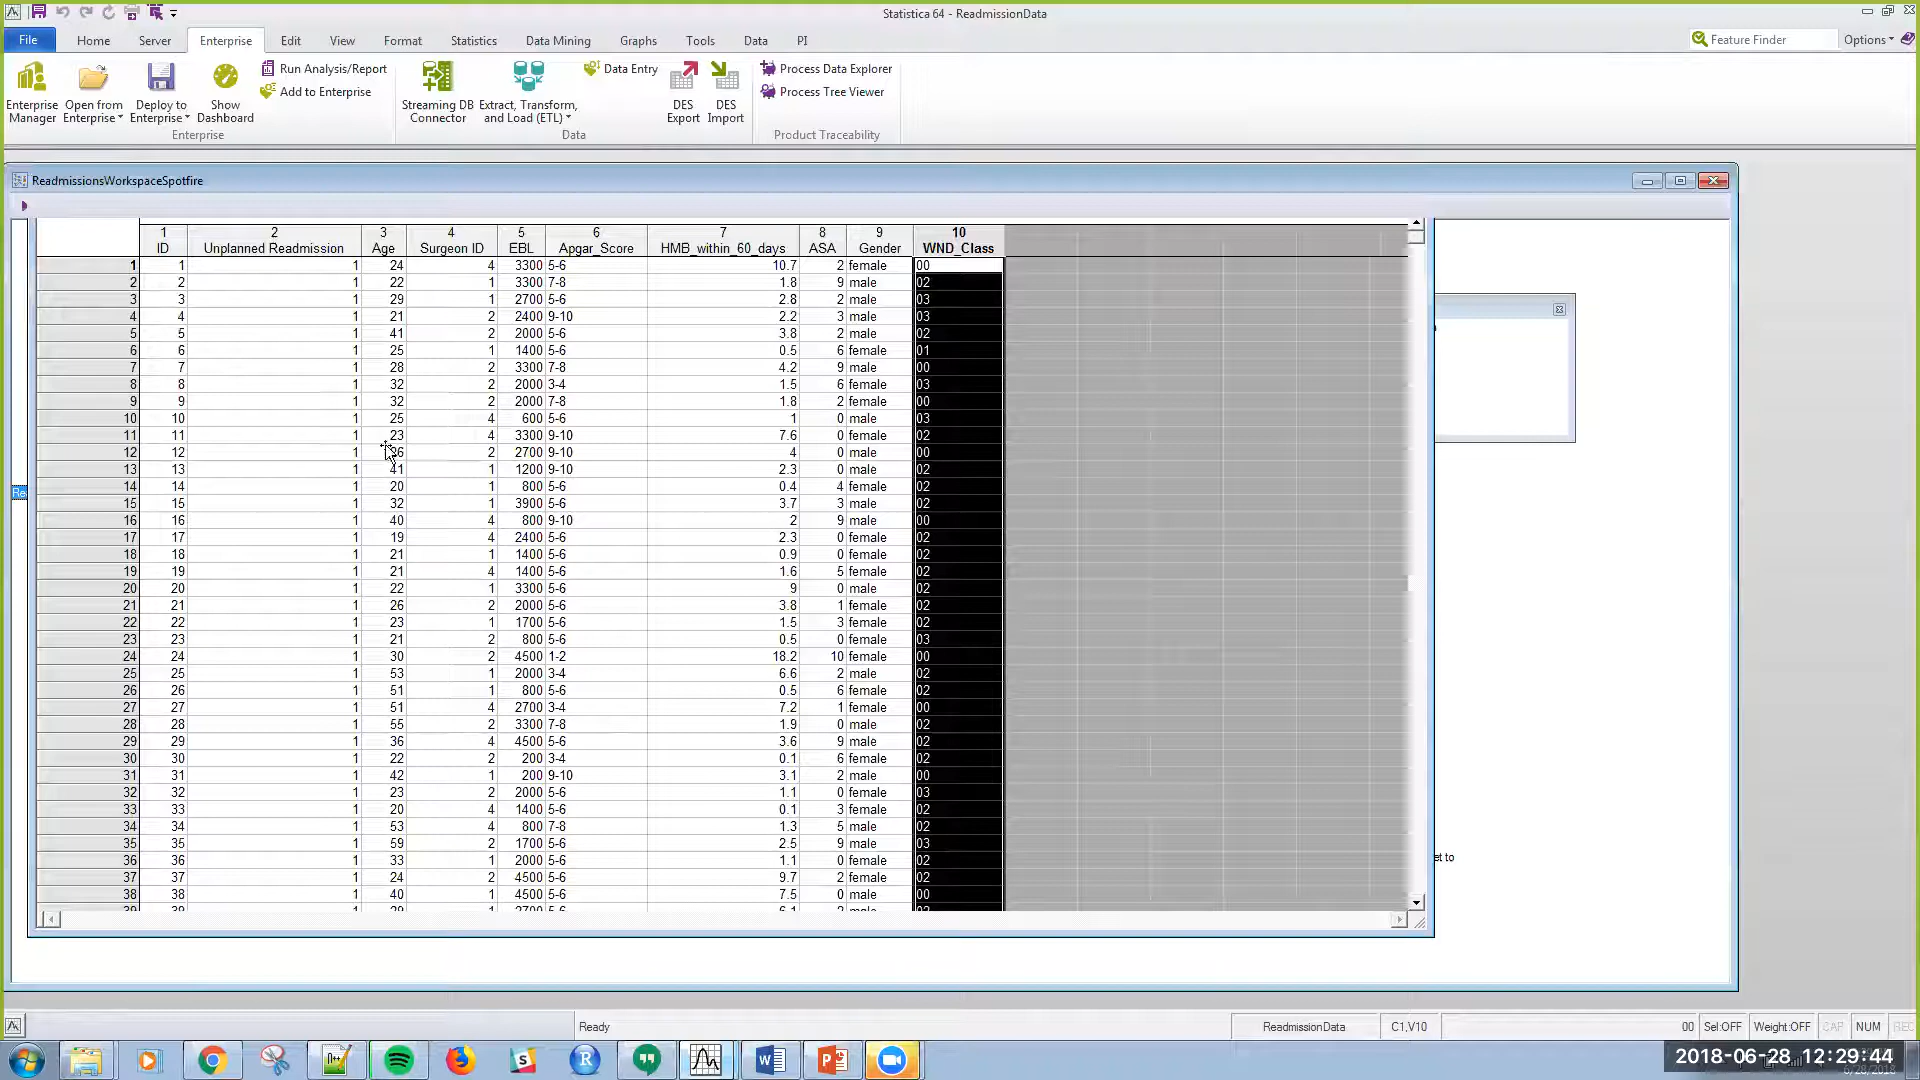 Statistica 64 - ReadmissionData
File Home Server Enterprise Edit View Format Statistics Data Mining Graphs Tools Data PI Feature Finder Options
Enterprise Manager
Open from Enterprise
Deploy to Enterprise
Show Dashboard
Run Analysis/Report
Add to Enterprise
Enterprise
Streaming DB Connector
Extract, Transform, and Load (ETL)
Data Entry
DES Export
DES Import
Data
Process Data Explorer
Process Tree Viewer
Product Traceability
ReadmissionsWorkspaceSpotfire
1 2 3 4 5 6 7 8 9 10
ID Unplanned Readmission Age Surgeon ID EBL Apgar_Score HMB_within_60_days ASA Gender WND_Class
1 1 1 24 4 3300 5-6 10.7 2 female 00
2 2 1 22 1 3300 7-8 1.8 9 male 02
3 3 1 29 1 2700 5-6 2.8 2 male 03
4 4 1 21 2 2400 9-10 2.2 3 male 03
5 5 1 41 2 2000 5-6 3.8 2 male 02
6 6 1 25 1 1400 5-6 0.5 6 female 01
7 7 1 28 2 3300 7-8 4.2 9 male 00
8 8 1 32 2 2000 3-4 1.5 6 female 03
9 9 1 32 2 2000 7-8 1.8 2 female 00
10 10 1 25 4 600 5-6 1 0 male 03
11 11 1 23 4 3300 9-10 7.6 0 female 02
12 12 1 2 2700 9-10 4 0 male 00
13 13 1 41 1 1200 9-10 2.3 0 male 02
14 14 1 20 1 800 5-6 0.4 4 female 02
15 15 1 32 1 3900 5-6 3.7 3 male 02
16 16 1 40 4 800 9-10 2 9 male 00
17 17 1 19 4 2400 5-6 2.3 0 female 02
18 18 1 21 1 1400 5-6 0.9 0 female 02
19 19 1 21 4 1400 5-6 1.6 5 female 02
20 20 1 22 1 3300 5-6 9 0 male 02
21 21 1 26 2 2000 5-6 3.8 1 female 02
22 22 1 23 1 1700 5-6 1.5 3 female 02
23 23 1 21 2 800 5-6 0.5 0 female 03
24 24 1 30 2 4500 1-2 18.2 10 female 00
25 25 1 53 1 2000 3-4 6.6 2 male 02
26 26 1 51 1 800 5-6 0.5 6 female 02
27 27 1 51 4 2700 3-4 7.2 1 female 00
28 28 1 55 2 3300 7-8 1.9 0 male 02
29 29 1 36 4 4500 5-6 3.6 9 male 02
30 30 1 22 2 200 3-4 0.1 6 female 02
31 31 1 42 1 200 9-10 3.1 2 male 00
32 32 1 23 2 2000 5-6 1.1 0 male 03
33 33 1 20 4 1400 5-6 0.1 3 female 02
34 34 1 53 4 800 7-8 1.3 5 male 02
35 35 1 59 2 1700 5-6 2.5 9 male 03
36 36 1 33 1 2000 5-6 1.1 0 female 02
37 37 1 24 2 4500 5-6 9.7 2 female 02
38 38 1 40 1 4500 5-6 7.5 0 male 00
et to
Ready ReadmissionData C1,V10 00 Sel:OFF Weight:OFF CAP NUM REC
2018-06-28 12:29:44